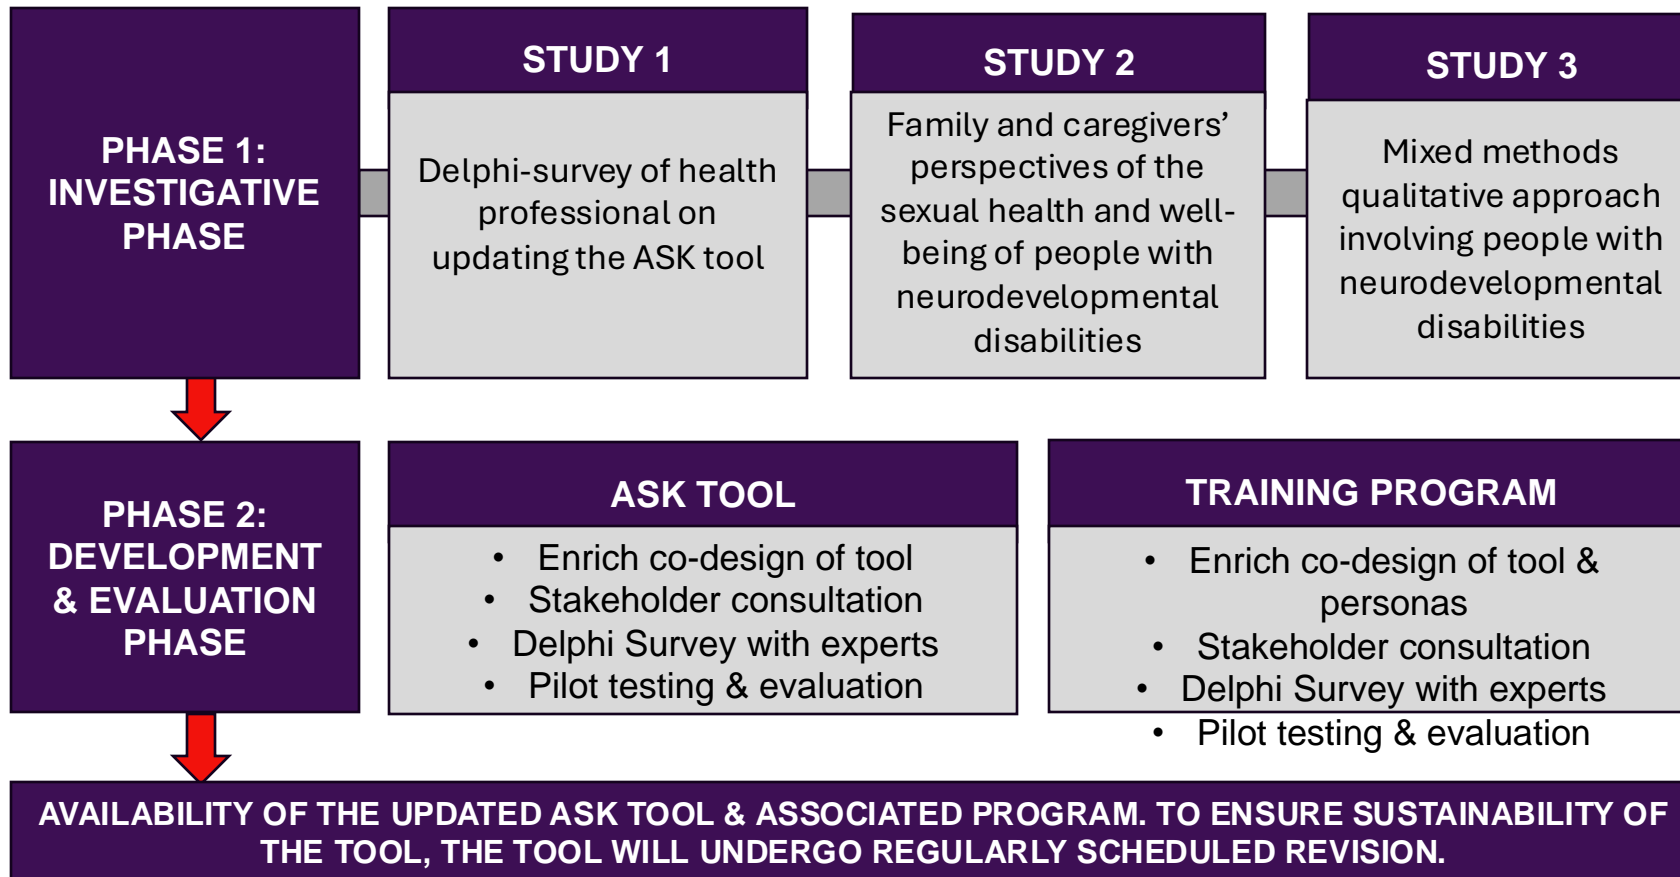 PHASE 1:
INVESTIGATIVE
PHASE
STUDY 1
Delphi-survey of health
professional on
updating the ASK tool
STUDY 2
Family and caregivers’
perspectives of the
sexual health and well-
being of people with
neurodevelopmental
disabilities
STUDY 3
Mixed methods
qualitative approach
involving people with
neurodevelopmental
disabilities
PHASE 2:
DEVELOPMENT
& EVALUATION
PHASE
ASK TOOL
• Enrich co-design of tool
• Stakeholder consultation
• Delphi Survey with experts
• Pilot testing & evaluation
TRAINING PROGRAM
• Enrich co-design of tool &
personas
• Stakeholder consultation
• Delphi Survey with experts
• Pilot testing & evaluation
AVAILABILITY OF THE UPDATED ASK TOOL & ASSOCIATED PROGRAM. TO ENSURE SUSTAINABILITY OF
THE TOOL, THE TOOL WILL UNDERGO REGULARLY SCHEDULED REVISION.